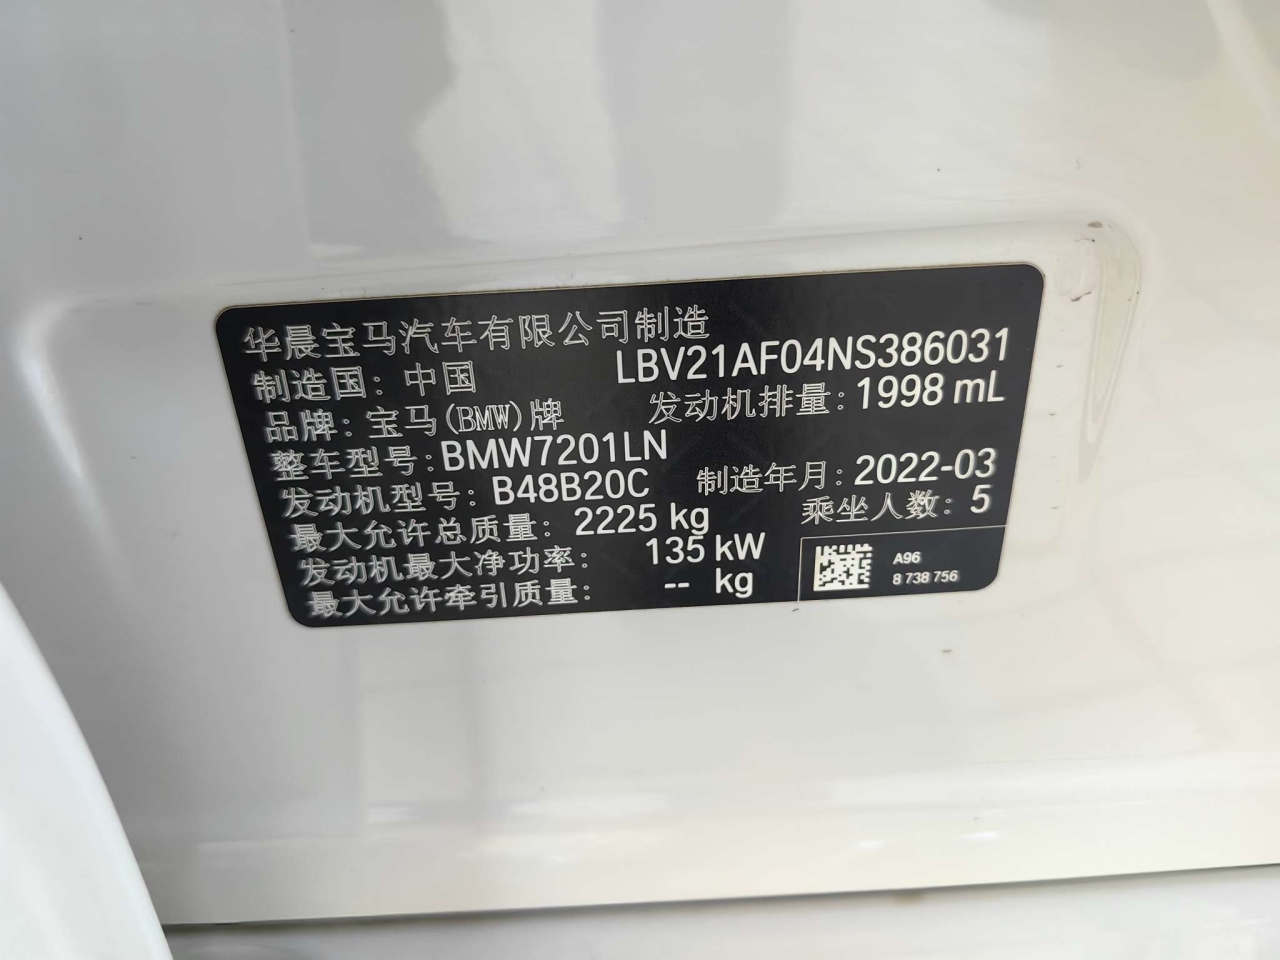 华晨宝马汽车有限公司制造
制造国：中国 LBV21AF04NS386031
品牌：宝马(BMW)牌 发动机排量：1998 mL
整车型号：BMW7201LN
发动机型号：B48B20C 制造年月：2022-03
最大允许总质量：2225 kg 乘坐人数：5
发动机最大净功率：135 kW
最大允许牵引质量：-- kg
A96
8 738 756